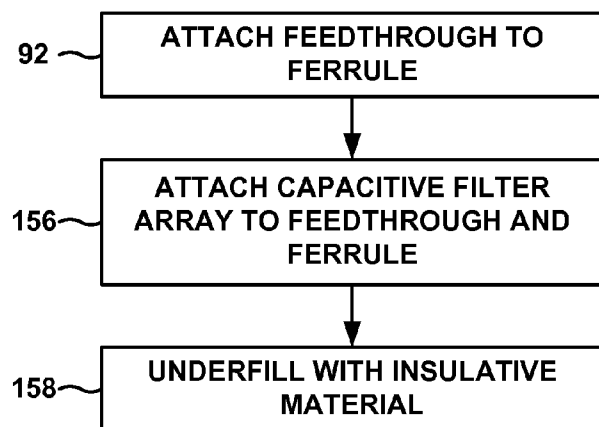 92
ATTACH FEEDTHROUGH TO
FERRULE
156
ATTACH CAPACITIVE FILTER
ARRAY TO FEEDTHROUGH AND
FERRULE
158
UNDERFILL WITH INSULATIVE
MATERIAL